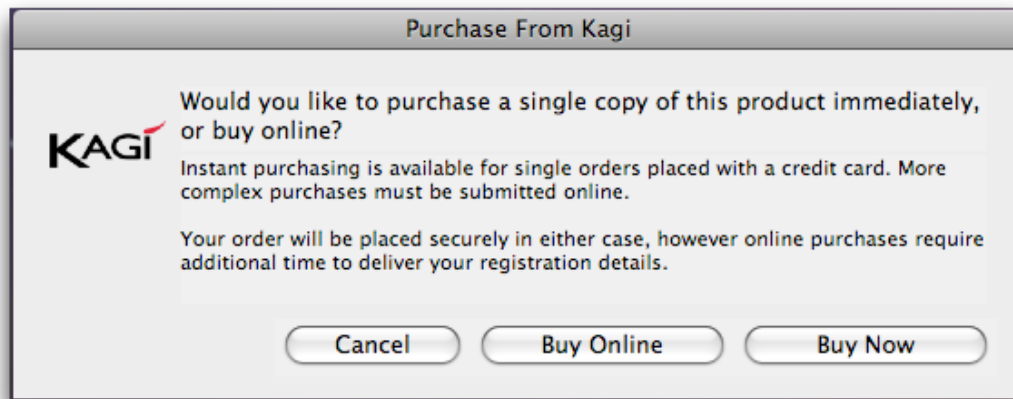 Purchase From Kagi
Would you like to purchase a single copy of this product immediately,
or buy online?
KAGI
Instant purchasing is available for single orders placed with a credit card. More
complex purchases must be submitted online.
Your order will be placed securely in either case, however online purchases require
additional time to deliver your registration details.
Cancel
Buy Online
Buy Now